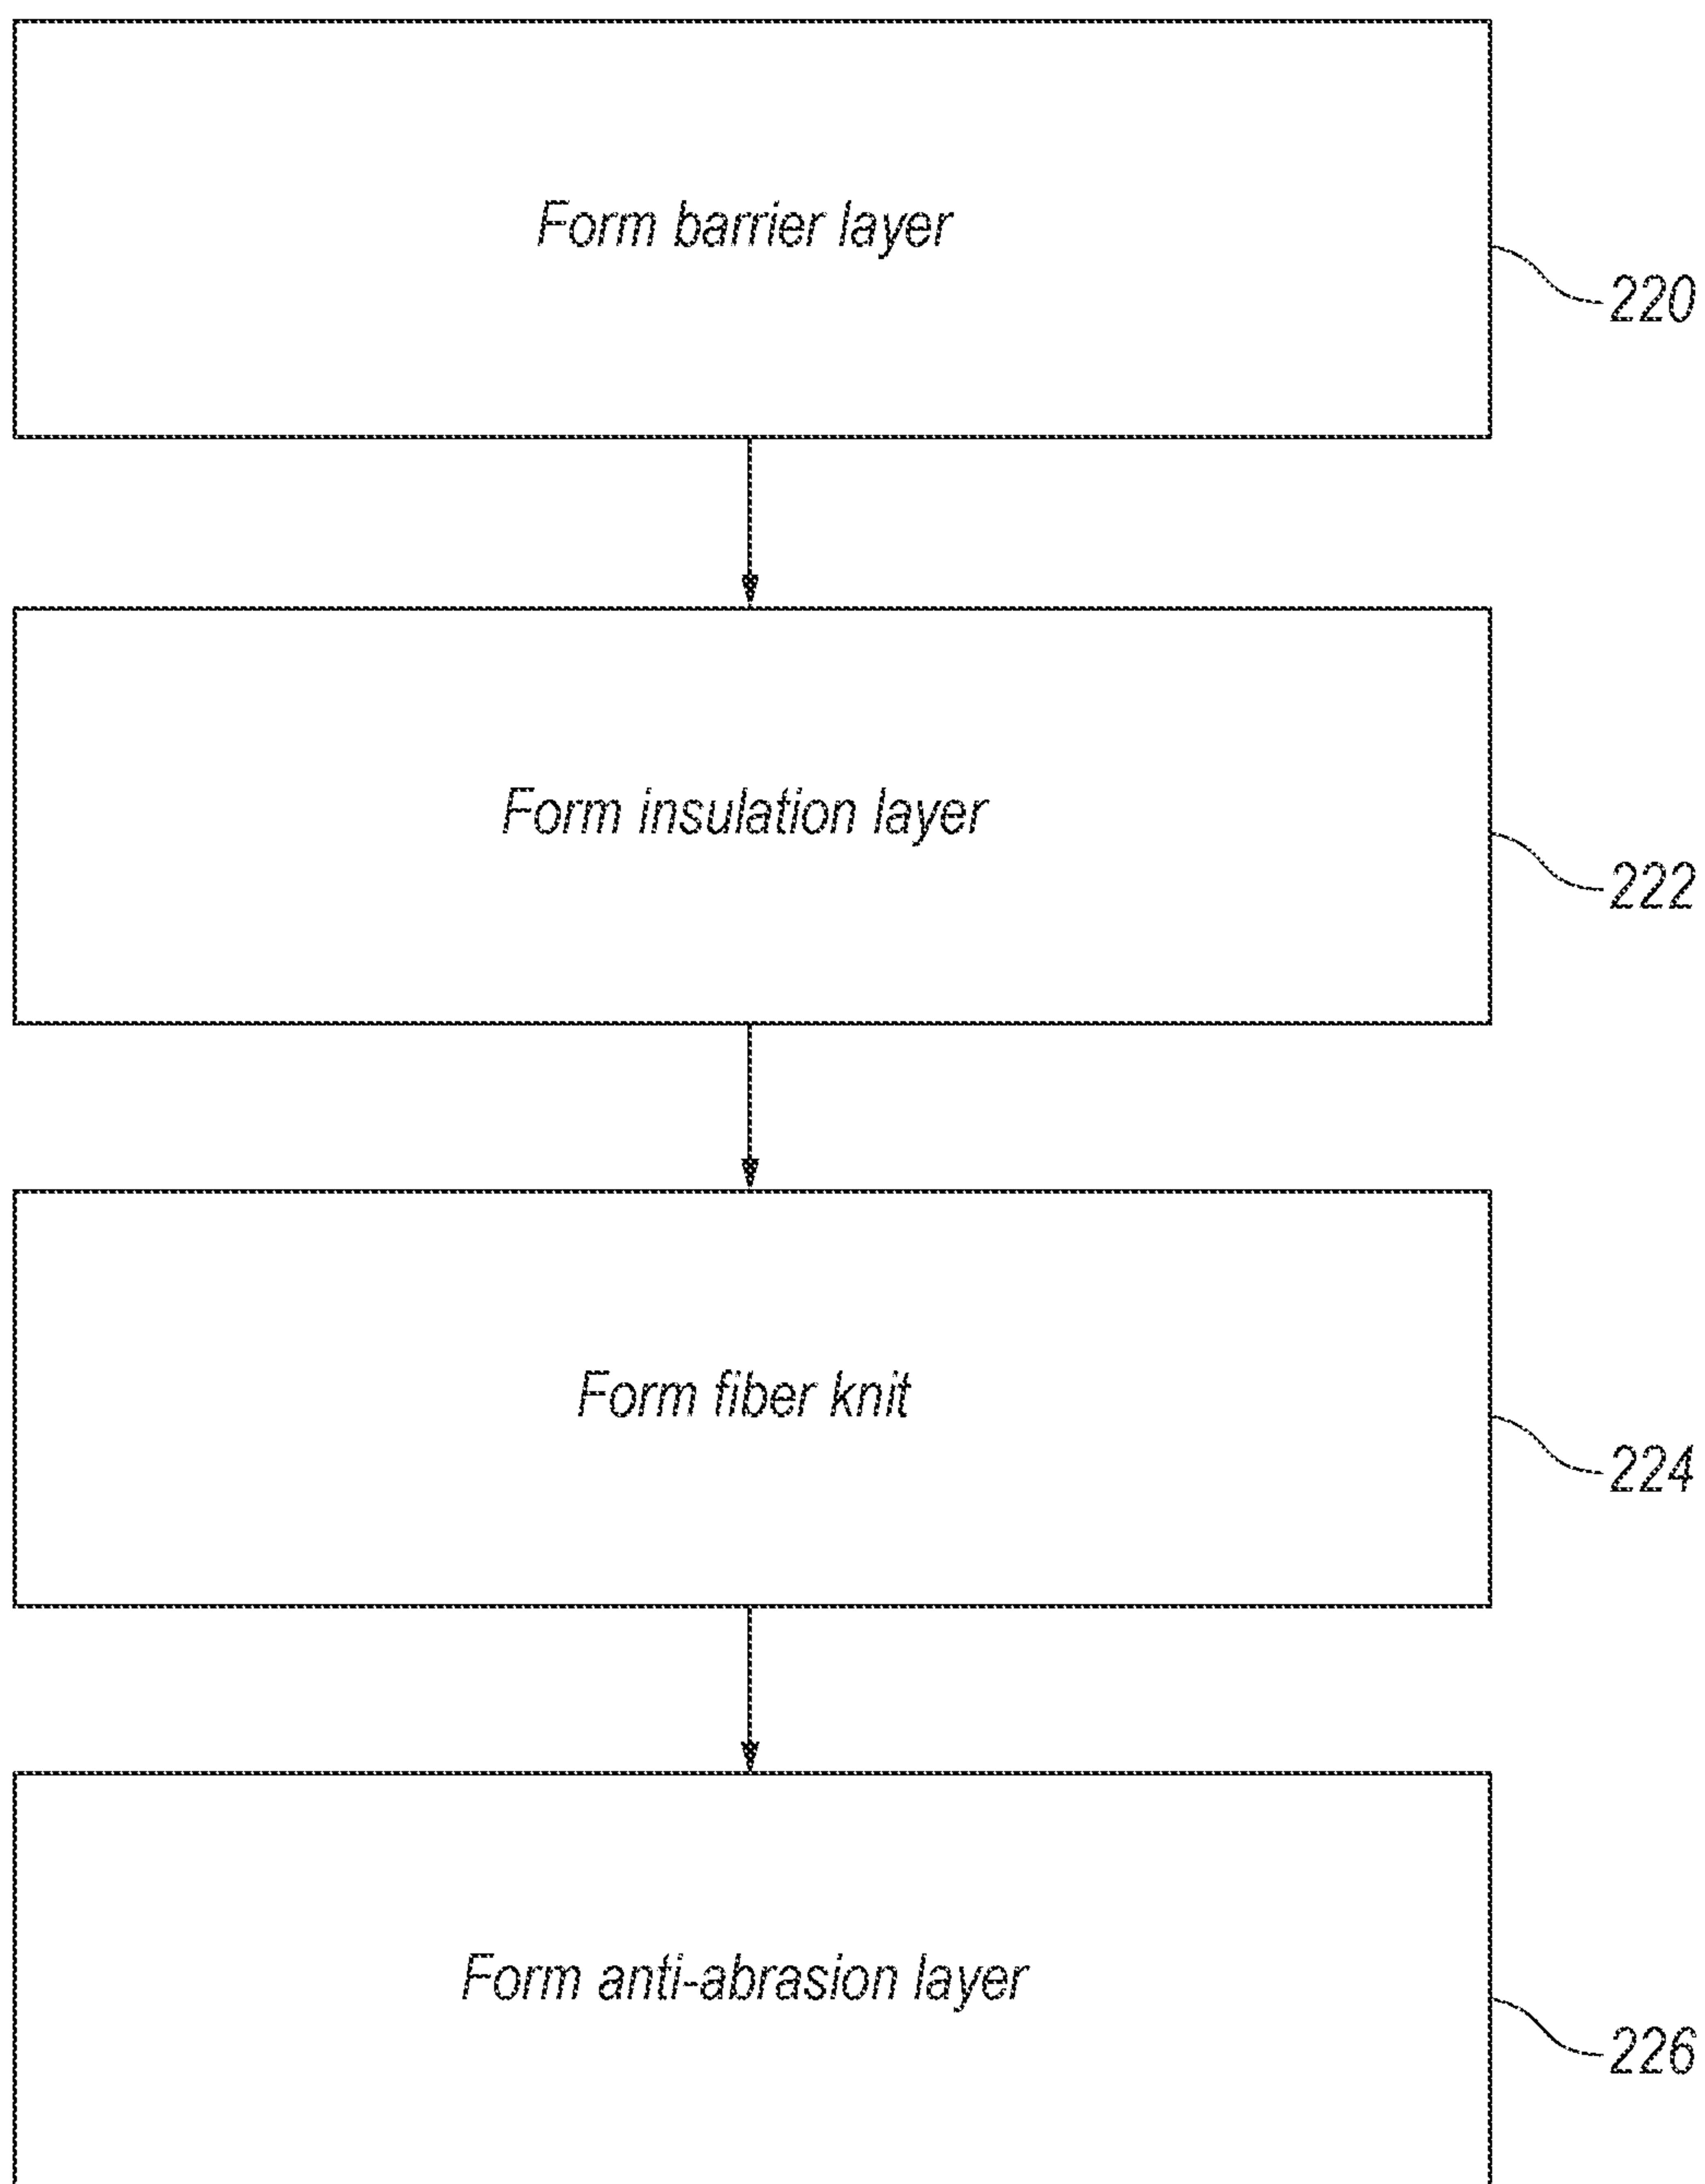 Form barrier layer
220
Form insulation layer
222
Form fiber knit
224
Form anti-abrasion layer
226